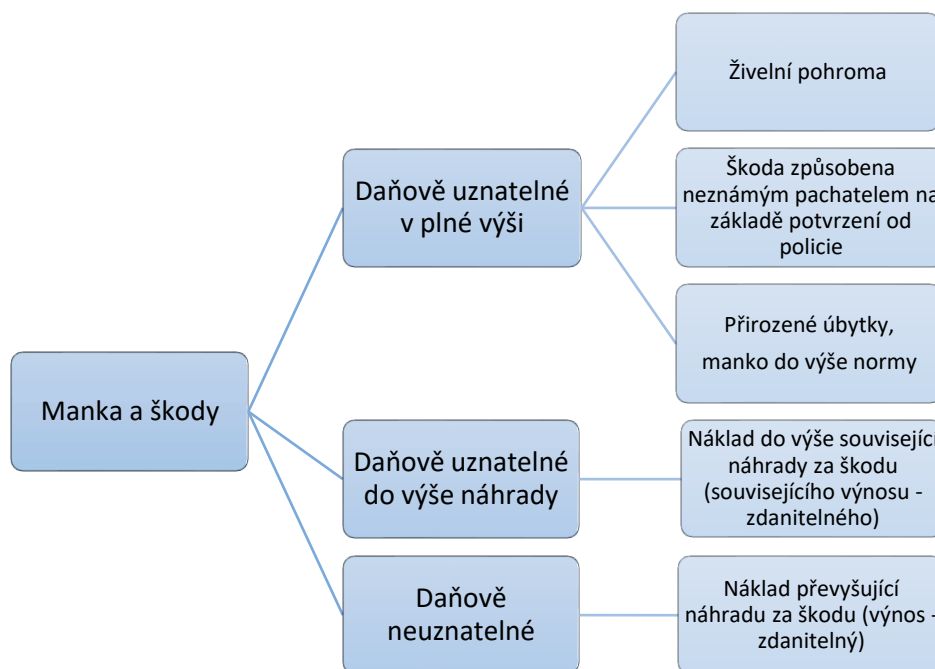 Manka a škody
Daňově uznatelné
v plné výši
Živelní pohroma
Škoda způsobena
neznámým pachatelem na
základě potvrzení od
policie
Přirozené úbytky,
manko do výše normy
Daňově uznatelné
do výše náhrady
Náklad do výše související
náhrady za škodu
(souvisejícího výnosu -
zdanitelného)
Daňově
neuznatelné
Náklad převyšující
náhradu za škodu (výnos -
zdanitelný)